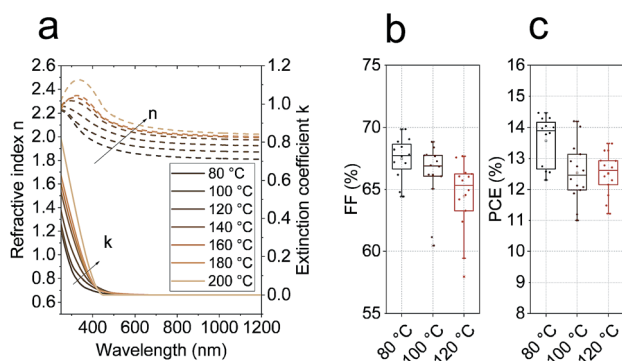 a
2.6
2.4
2.2
2.0
1.8
1.6
1.4
1.2
1.0
0.8
0.6
Refractive index n
n
k
80 °C
100 °C
120 °C
140 °C
160 °C
180 °C
200 °C
1.2
1.0
0.8
0.6
0.4
0.2
0.0
Extinction coefficient k
400 600 800 1000 1200
Wavelength (nm)
b
75
70
65
60
55
FF (%)
80 °C
100 °C
120 °C
c
16
15
14
13
12
11
10
9
8
PCE (%)
80 °C
100 °C
120 °C